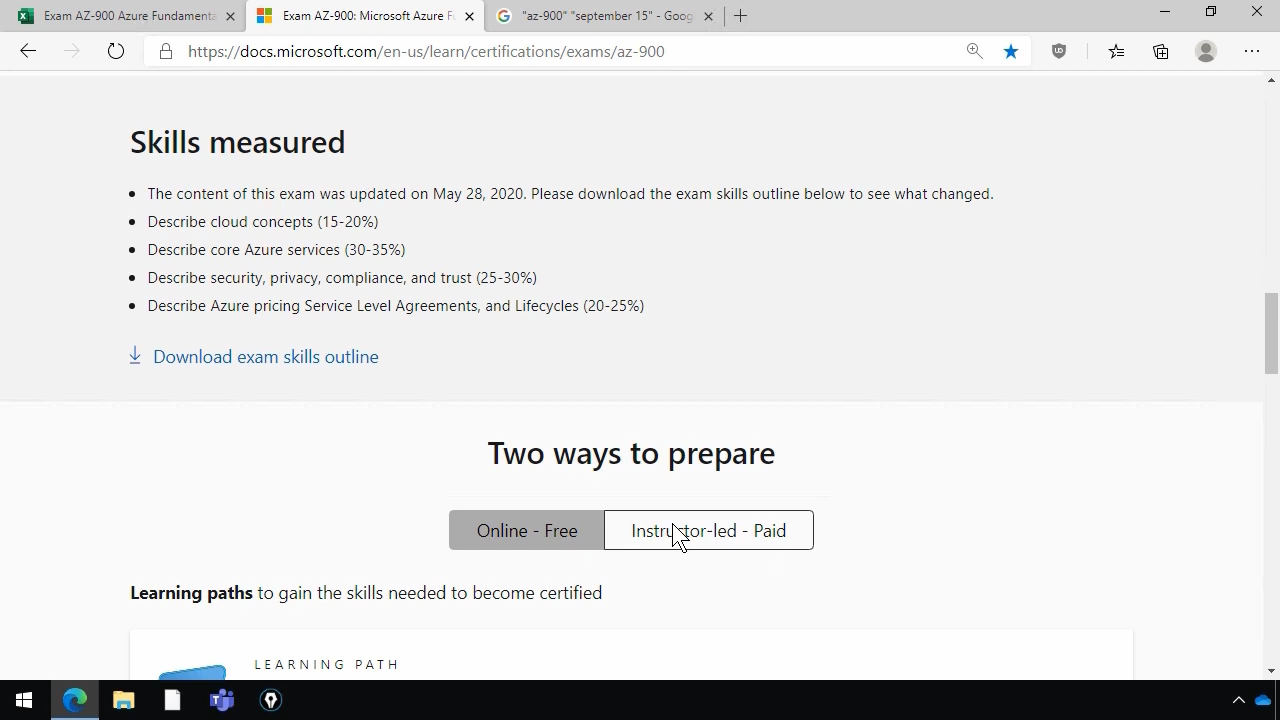 Exam AZ-900 Azure Fundamenta
Exam AZ-900: Microsoft Azure Fu
"az-900" "september 15" - Goog
https://docs.microsoft.com/en-us/learn/certifications/exams/az-900
Skills measured
The content of this exam was updated on May 28, 2020. Please download the exam skills outline below to see what changed.
Describe cloud concepts (15-20%)
Describe core Azure services (30-35%)
Describe security, privacy, compliance, and trust (25-30%)
Describe Azure pricing Service Level Agreements, and Lifecycles (20-25%)
Download exam skills outline
Two ways to prepare
Online - Free
Instructor-led - Paid
Learning paths to gain the skills needed to become certified
LEARNING PATH